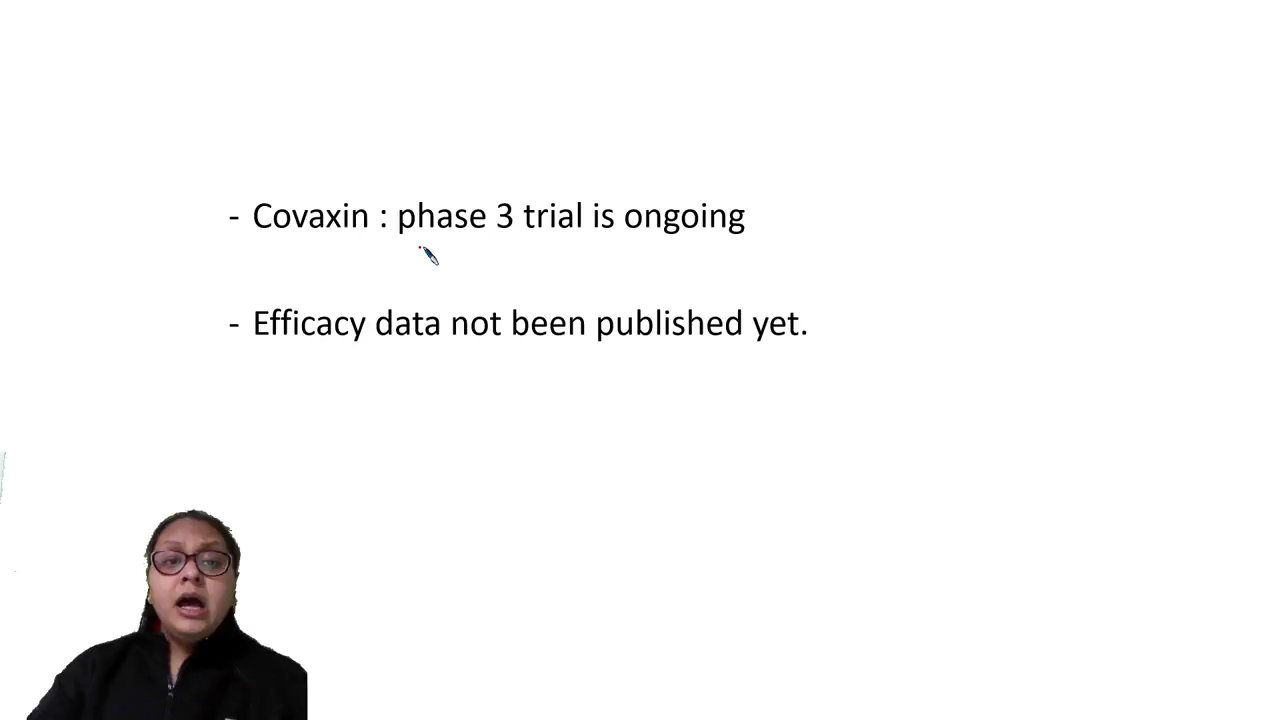 - Covaxin : phase 3 trial is ongoing
- Efficacy data not been published yet.